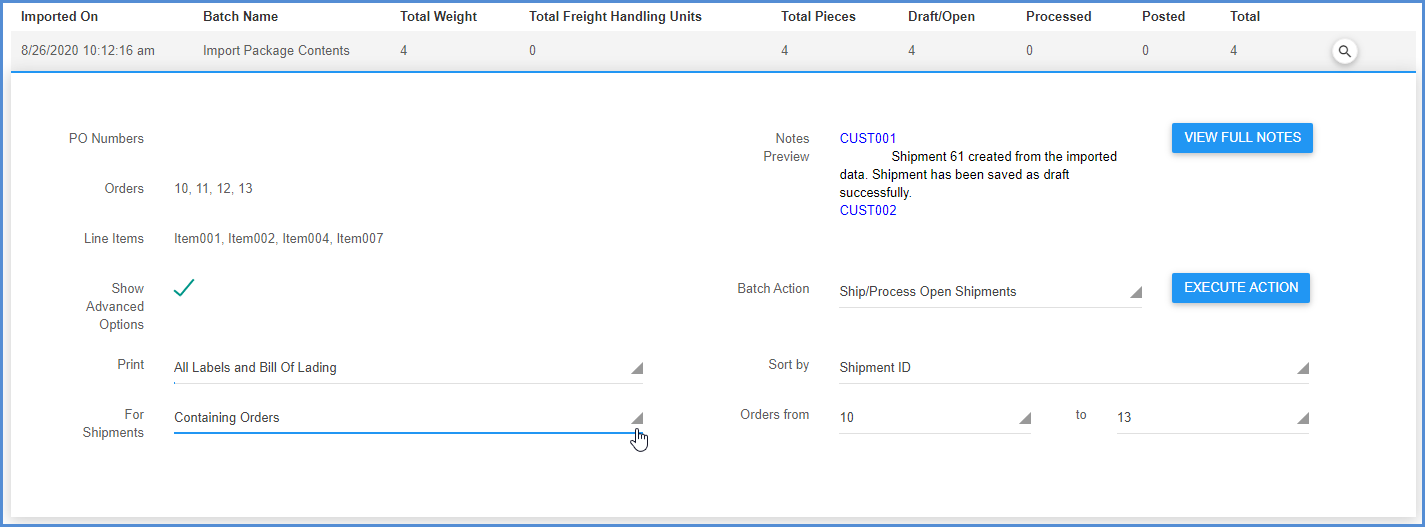 Imported On Batch Name Total Weight Total Freight Handling Units Total Pieces Draft/Open Processed Posted Total
8/26/2020 10:12:16 am Import Package Contents 4 0 4 4 0 0 4
PO Numbers
Notes
Preview
CUST001
Shipment 61 created from the imported
data. Shipment has been saved as draft
successfully.
CUST002
VIEW FULL NOTES
Orders 10, 11, 12, 13
Line Items Item001, Item002, Item004, Item007
Show
Advanced
Options
Batch Action Ship/Process Open Shipments EXECUTE ACTION
Print All Labels and Bill Of Lading
Sort by Shipment ID
For
Shipments
Containing Orders
Orders from 10 to 13